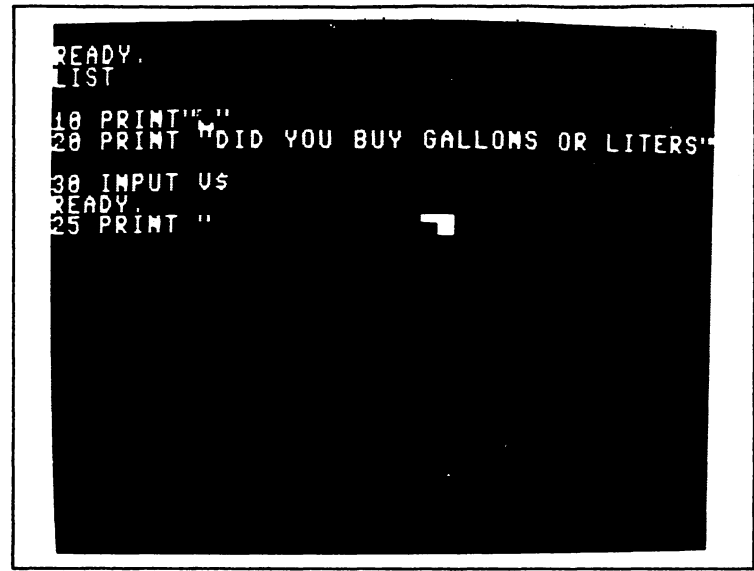 READY.
LIST
10 PRINT" "
20 PRINT "DID YOU BUY GALLONS OR LITERS"
30 INPUT V$
READY.
25 PRINT "